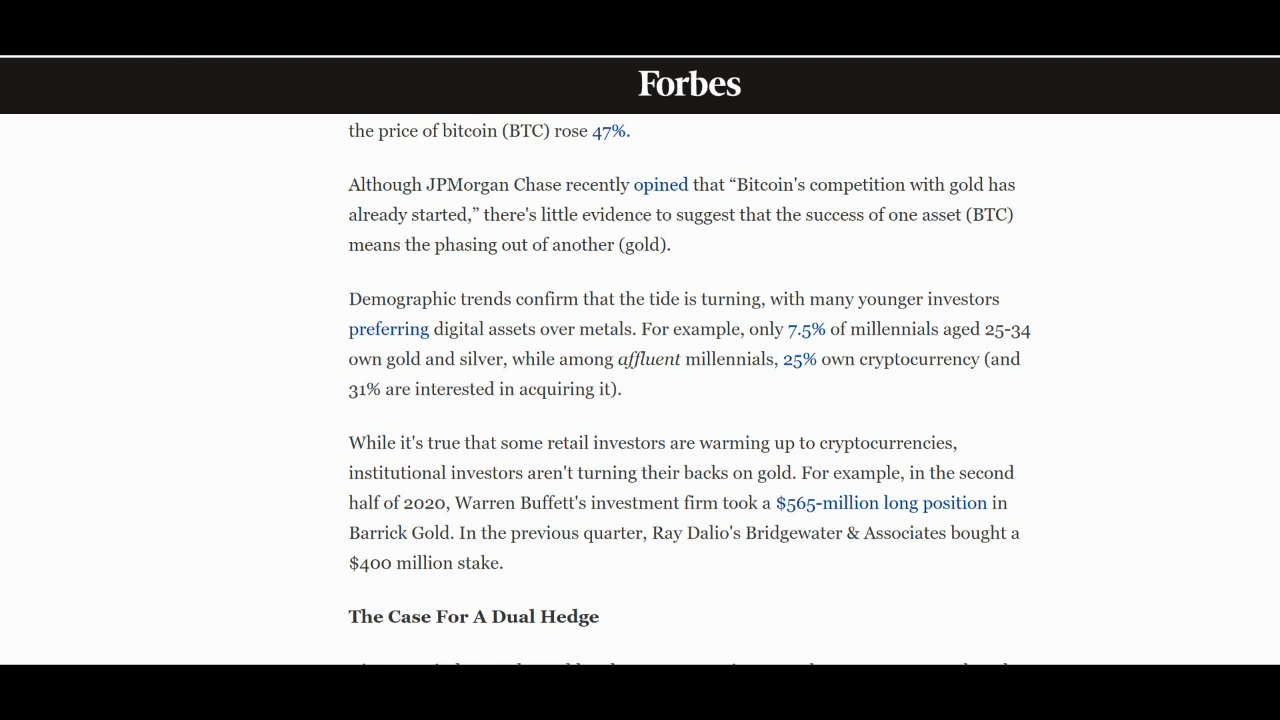 Forbes
the price of bitcoin (BTC) rose 47%.
Although JPMorgan Chase recently opined that “Bitcoin's competition with gold has
already started,” there's little evidence to suggest that the success of one asset (BTC)
means the phasing out of another (gold).
Demographic trends confirm that the tide is turning, with many younger investors
preferring digital assets over metals. For example, only 7.5% of millennials aged 25-34
own gold and silver, while among affluent millennials, 25% own cryptocurrency (and
31% are interested in acquiring it).
While it's true that some retail investors are warming up to cryptocurrencies,
institutional investors aren't turning their backs on gold. For example, in the second
half of 2020, Warren Buffett's investment firm took a $565-million long position in
Barrick Gold. In the previous quarter, Ray Dalio's Bridgewater & Associates bought a
$400 million stake.
The Case For A Dual Hedge